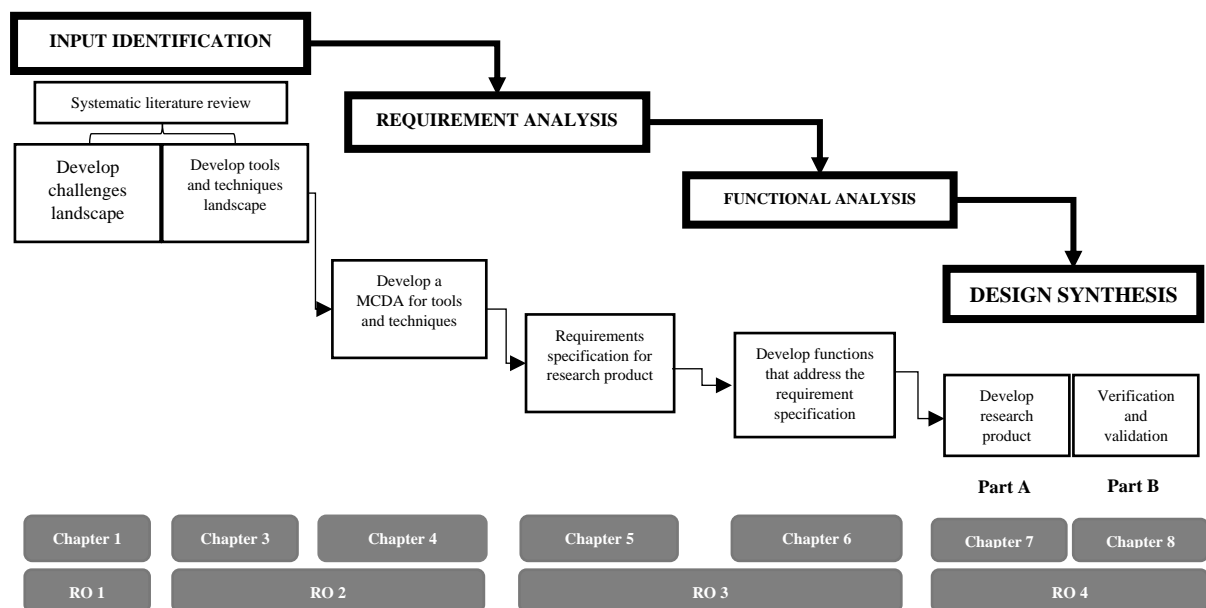 INPUT IDENTIFICATION
Systematic literature review
Develop
challenges
landscape
Develop tools
and techniques
landscape
REQUIREMENT ANALYSIS
FUNCTIONAL ANALYSIS
DESIGN SYNTHESIS
Develop a
MCDA for tools
and techniques
Requirements
specification for
research product
Develop functions
that address the
requirement
specification
Develop
research
product
Verification
and
validation
Part A
Part B
Chapter 1
Chapter 3
Chapter 4
Chapter 5
Chapter 6
Chapter 7
Chapter 8
RO 1
RO 2
RO 3
RO 4